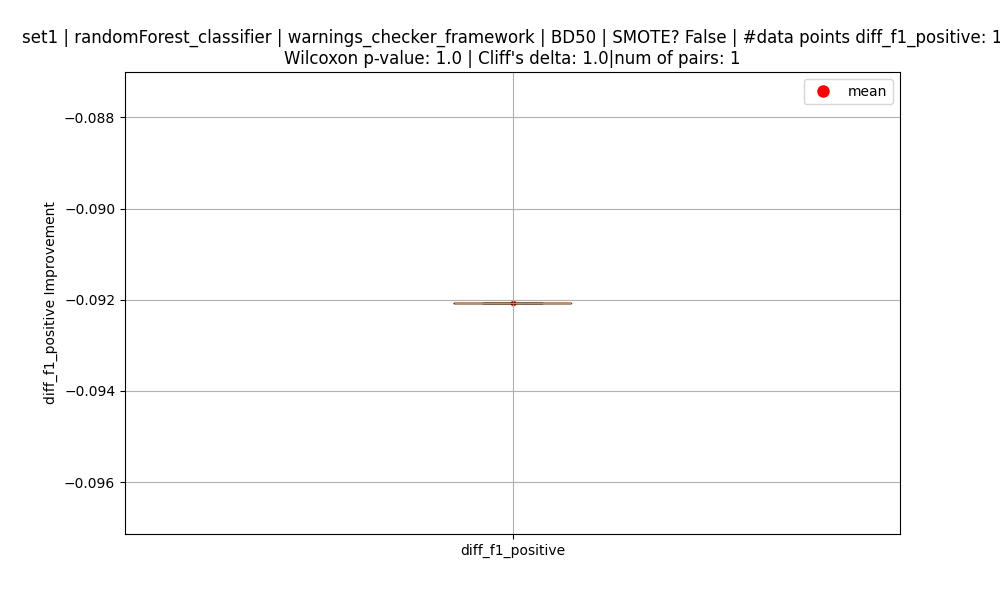 set1 | randomForest_classifier | warnings_checker_framework | BD50 | SMOTE? False | #data points diff_f1_positive: 1
Wilcoxon p-value: 1.0 | Cliff's delta: 1.0|num of pairs: 1
mean
−0.088
−0.090
−0.092
−0.094
−0.096
diff_f1_positive Improvement
diff_f1_positive